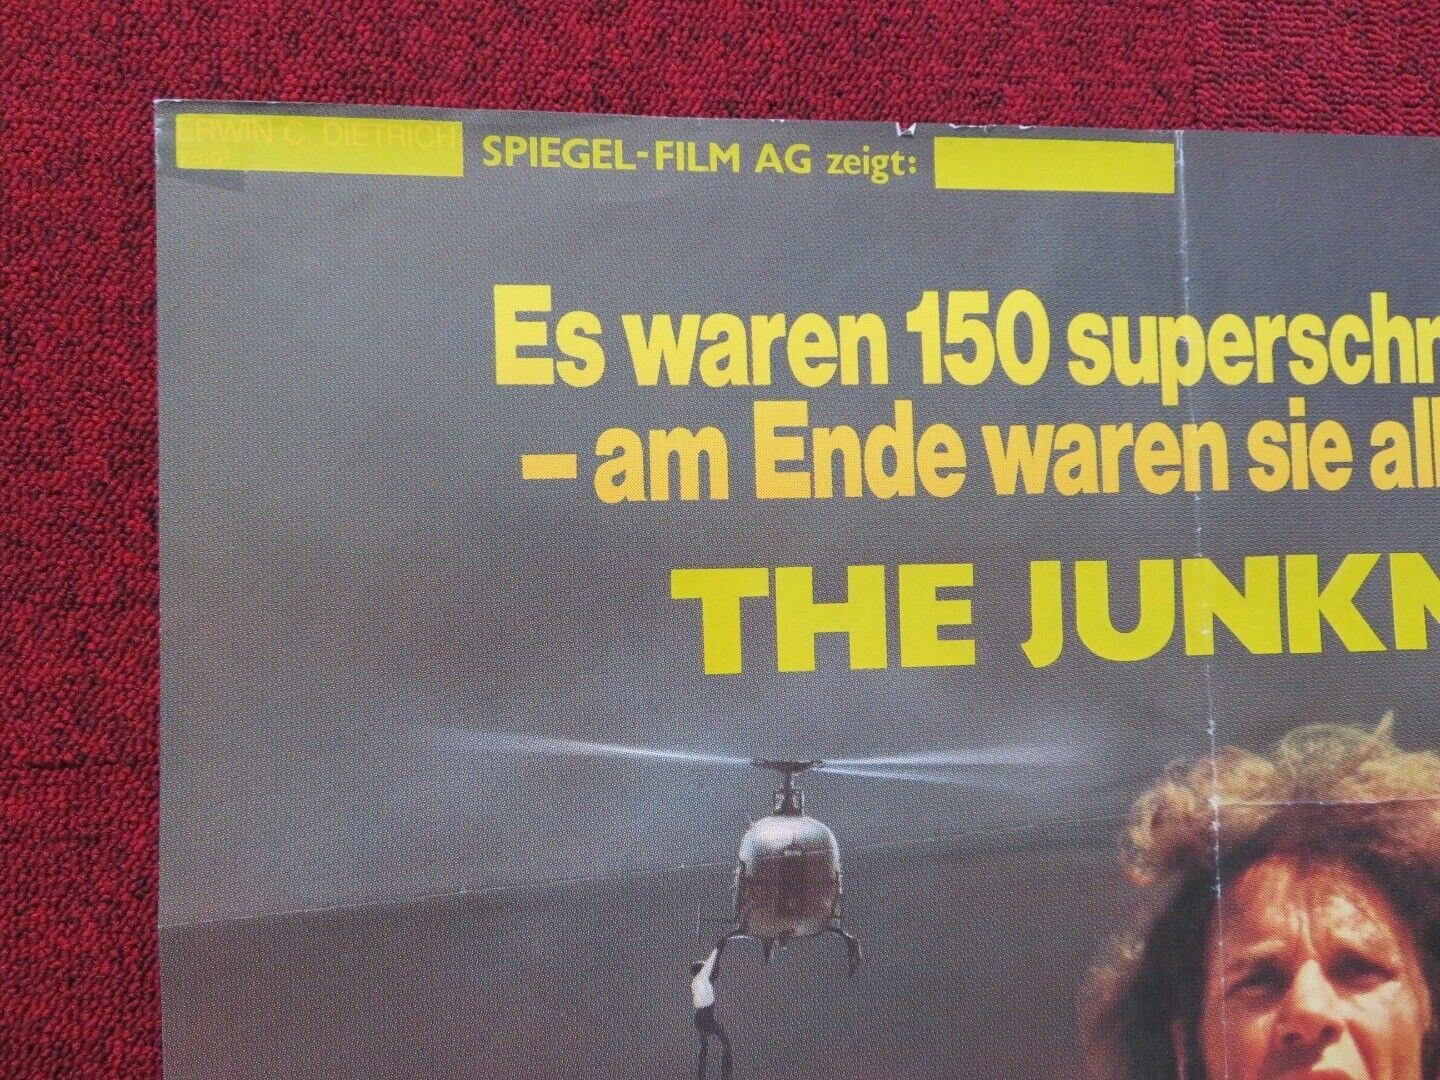 ERWIN C. DIETRICH
zeigt
SPIEGEL-FILM AG zeigt:
Es waren 150 superschn
– am Ende waren sie all
THE JUNKM